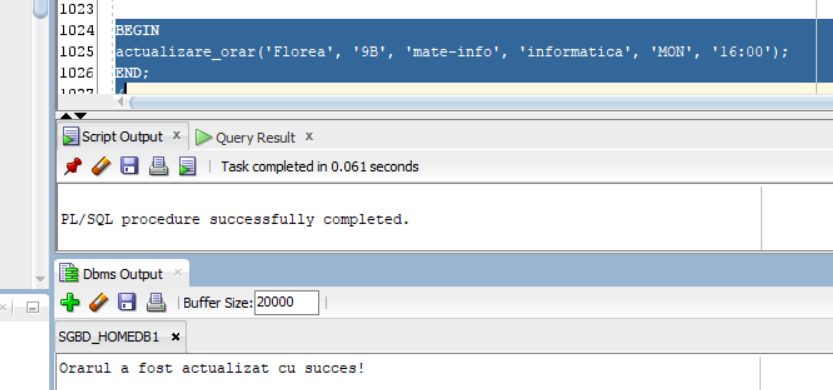 1023
1024 BEGIN
1025 actualizare_orar('Florea', '9B', 'mate-info', 'informatica', 'MON', '16:00');
1026 END;
1027 /
Script Output x Query Result x
Task completed in 0.061 seconds
PL/SQL procedure successfully completed.
Dbms Output x
Buffer Size: 20000
SGBD_HOMEDB1 x
Orarul a fost actualizat cu succes!